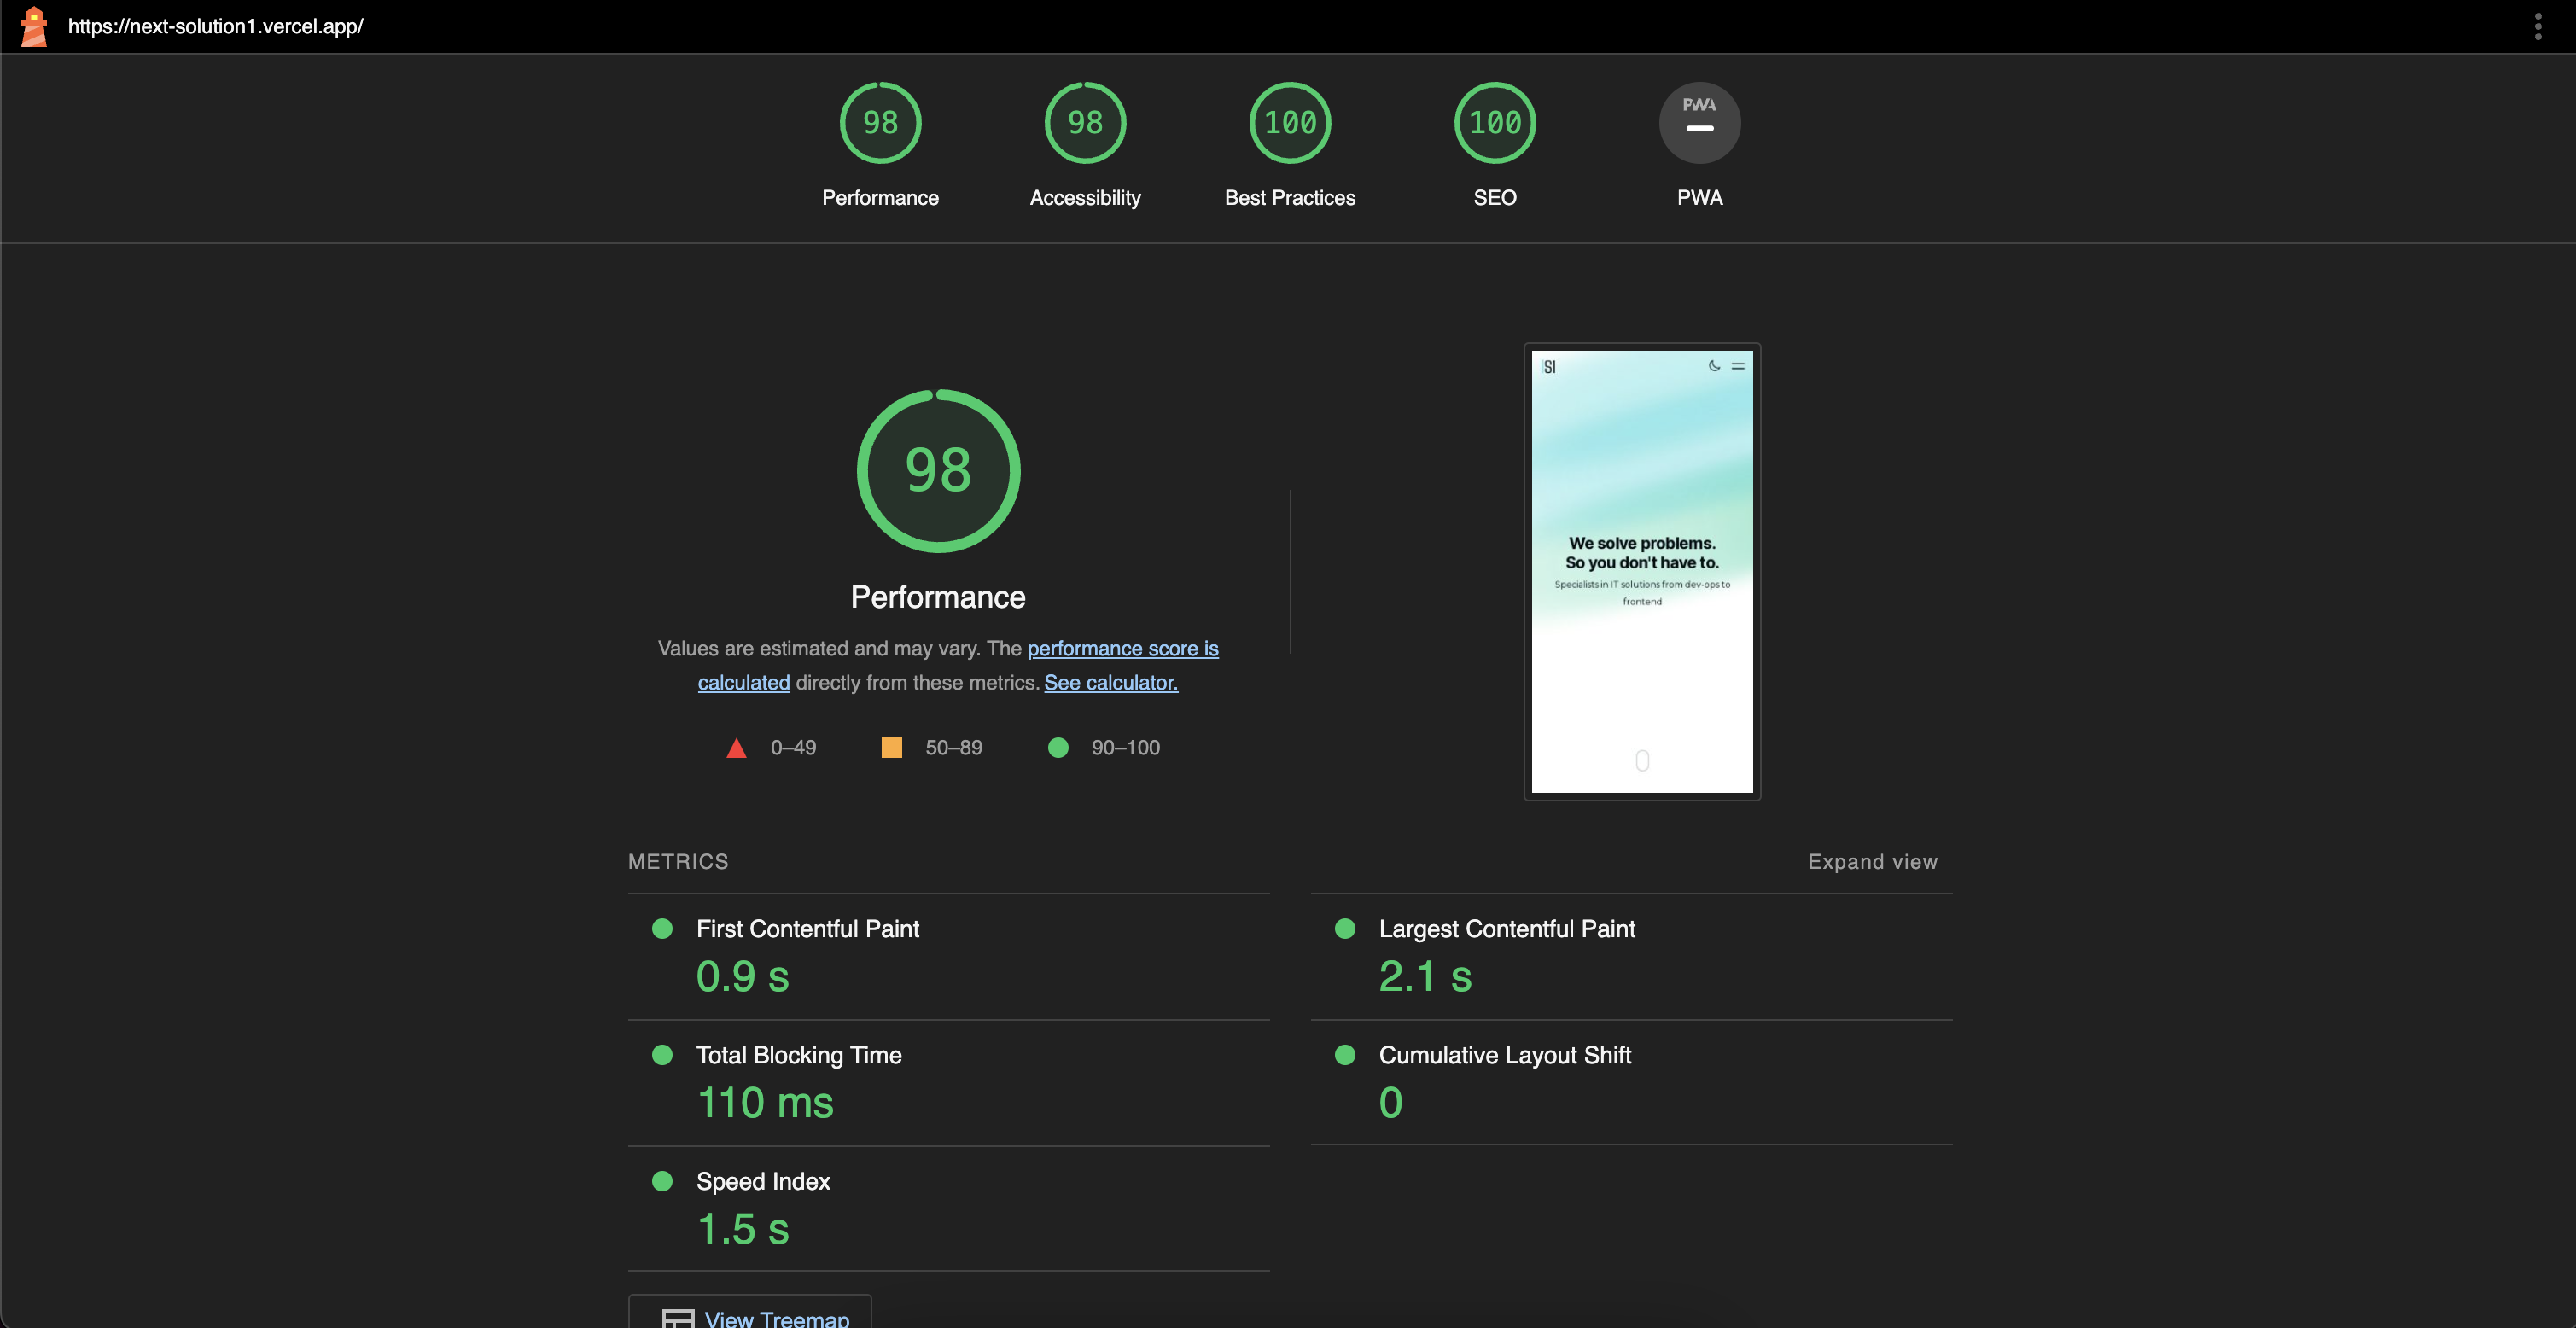 https://next-solution1.vercel.app/
98
98
100
100
PWA
Performance
Accessibility
Best Practices
SEO
PWA
98
Performance
Values are estimated and may vary. The performance score is
calculated directly from these metrics. See calculator.
0–49
50–89
90–100
SI
We solve problems.
So you don't have to.
Specialists in IT solutions from dev-ops to
frontend
METRICS
Expand view
First Contentful Paint
0.9 s
Largest Contentful Paint
2.1 s
Total Blocking Time
110 ms
Cumulative Layout Shift
0
Speed Index
1.5 s
View Treemap